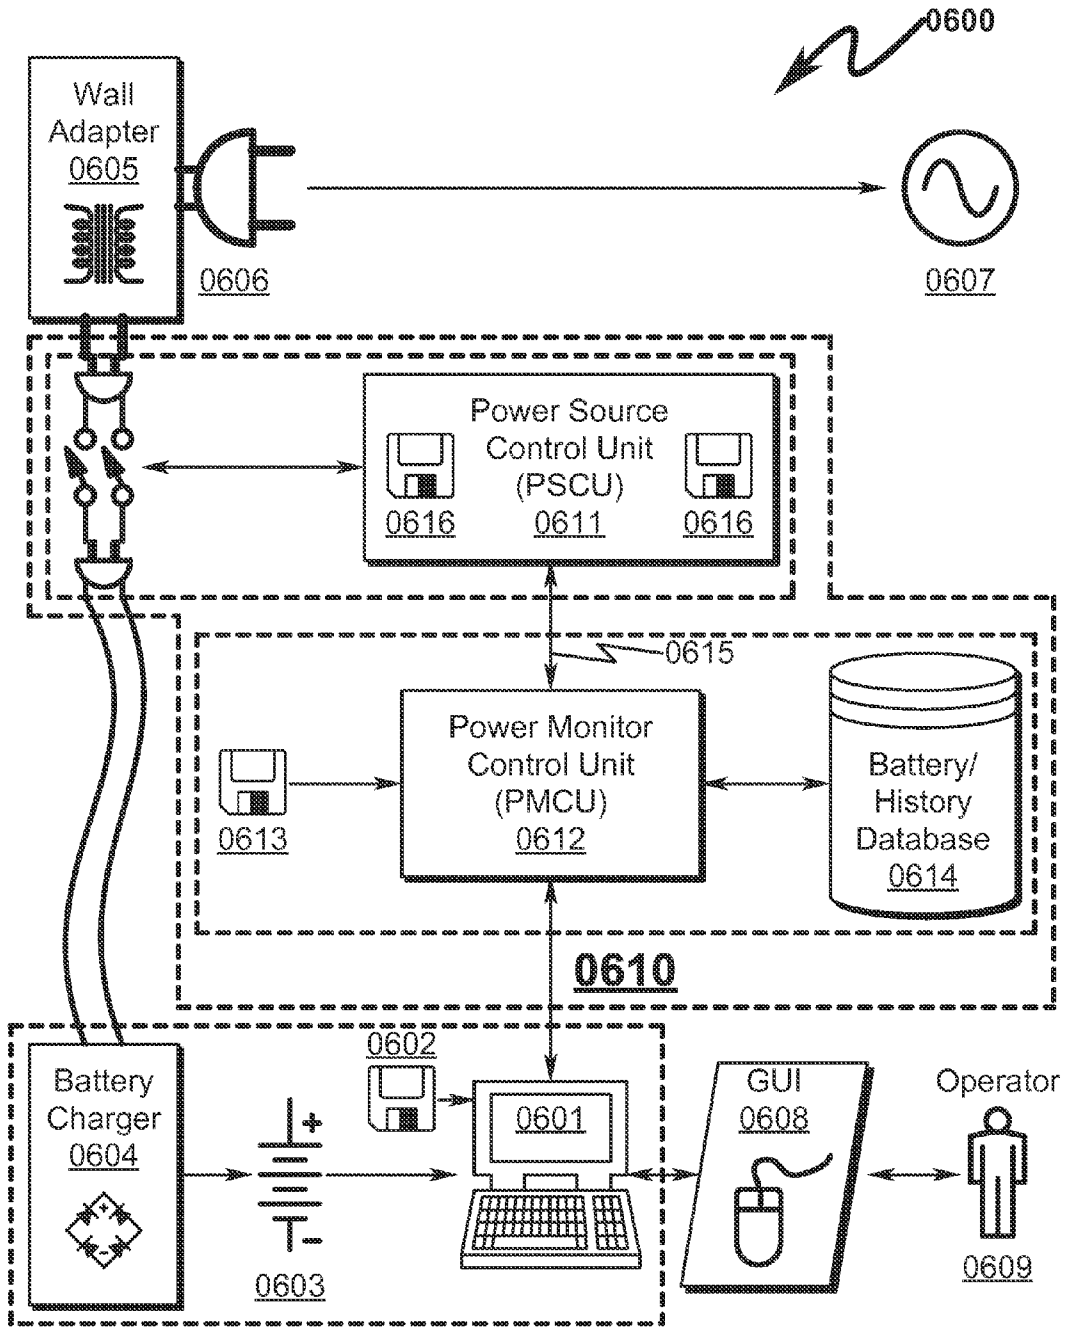 0600
Wall
Adapter
0605
0606
0607
Power Source
Control Unit
(PSCU)
0611
0616
0616
0615
Power Monitor
Control Unit
(PMCU)
0612
0613
Battery/
History
Database
0614
0610
0602
Battery
Charger
0604
+
-
+
-
0603
0601
GUI
0608
Operator
0609